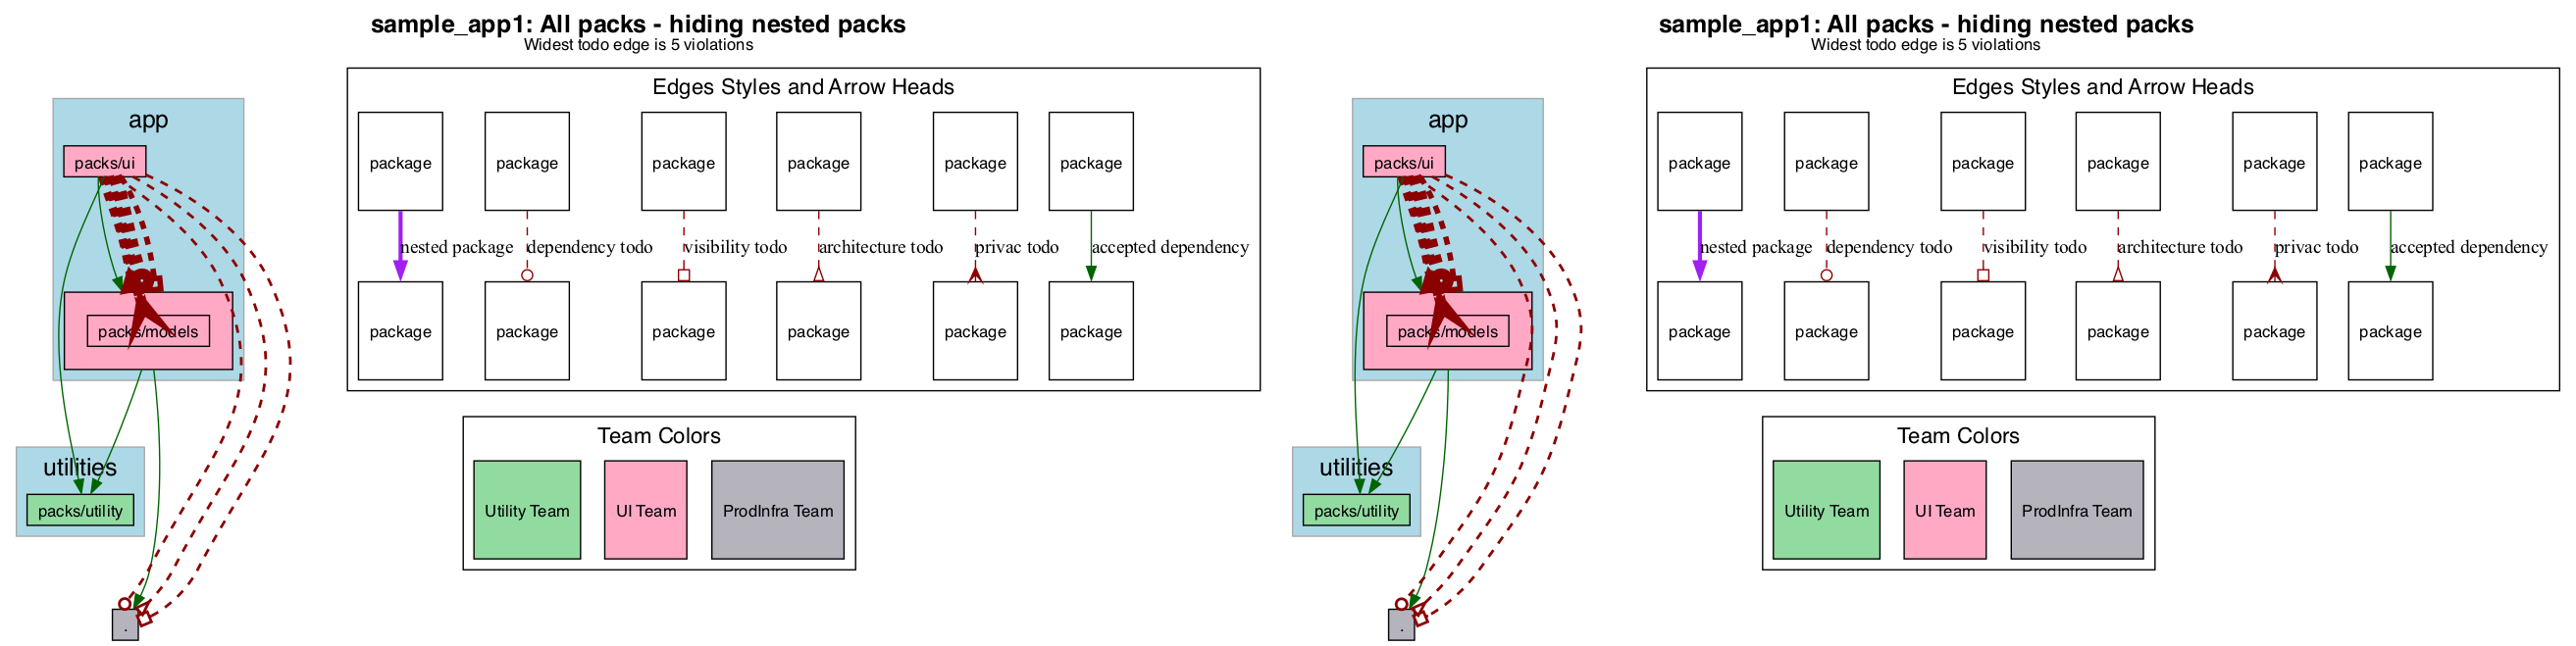 sample_app1: All packs - hiding nested packs
Widest todo edge is 5 violations
app
packs/ui
packs/models
utilities
packs/utility
.
Edges Styles and Arrow Heads
package package package package package package
nested package dependency todo visibility todo architecture todo privac todo accepted dependency
package package package package package package
Team Colors
Utility Team UI Team ProdInfra Team
sample_app1: All packs - hiding nested packs
Widest todo edge is 5 violations
app
packs/ui
packs/models
utilities
packs/utility
.
Edges Styles and Arrow Heads
package package package package package package
nested package dependency todo visibility todo architecture todo privac todo accepted dependency
package package package package package package
Team Colors
Utility Team UI Team ProdInfra Team